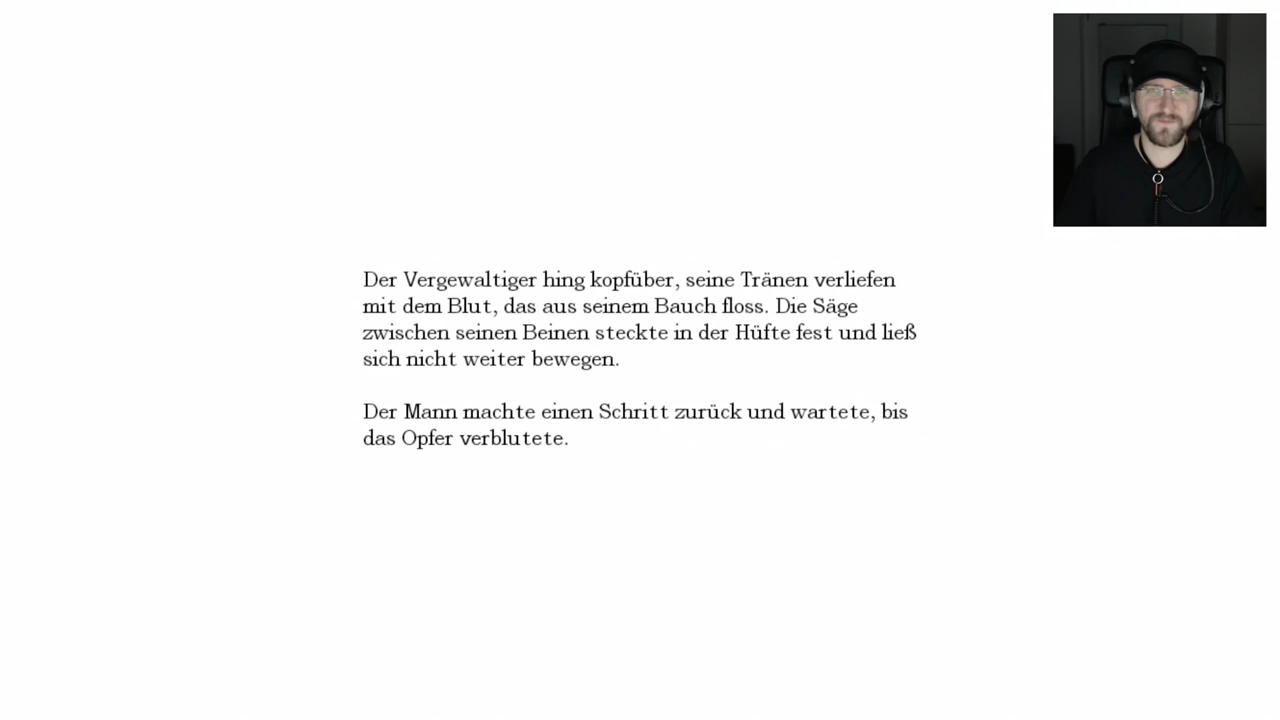 Der Vergewaltiger hing kopfüber, seine Tränen verliefen
mit dem Blut, das aus seinem Bauch floss. Die Säge
zwischen seinen Beinen steckte in der Hüfte fest und ließ
sich nicht weiter bewegen.
Der Mann machte einen Schritt zurück und wartete, bis
das Opfer verblutete.